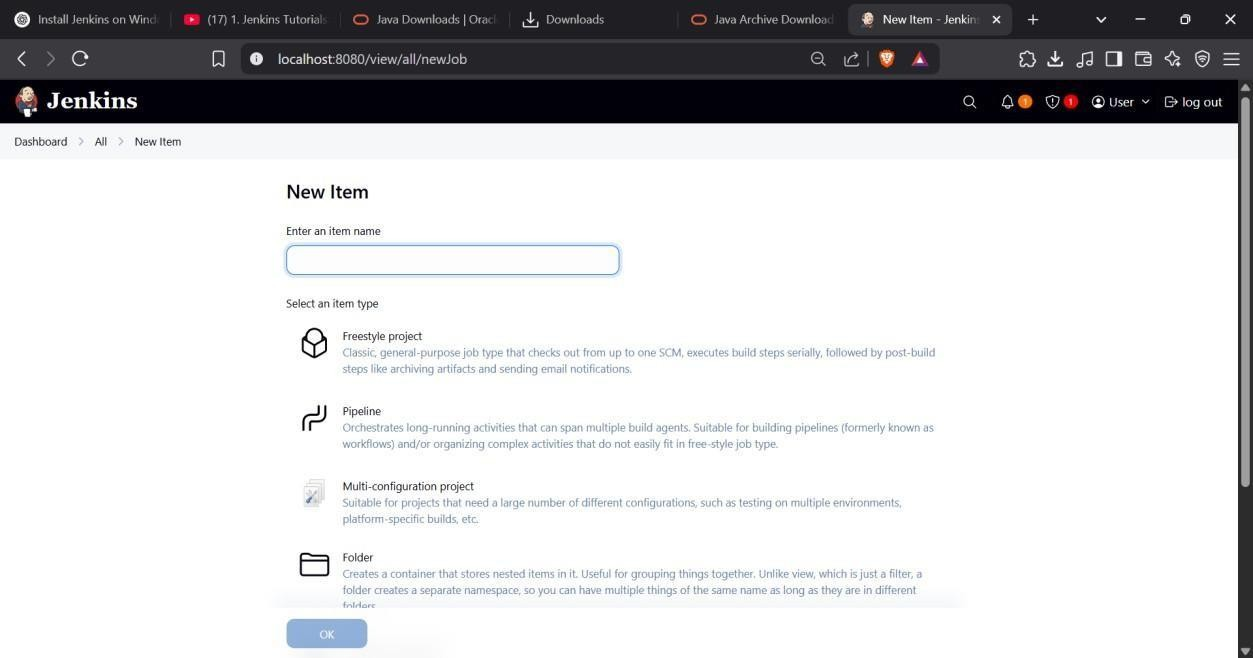 Install Jenkins on Wind
(17) 1. Jenkins Tutorials
Java Downloads | Orac
Downloads
Java Archive Download
New Item - Jenkins
localhost:8080/view/all/newJob
Jenkins
1
1
User
log out
Dashboard
All
New Item
New Item
Enter an item name
Select an item type
Freestyle project
Classic, general-purpose job type that checks out from up to one SCM, executes build steps serially, followed by post-build
steps like archiving artifacts and sending email notifications.
Pipeline
Orchestrates long-running activities that can span multiple build agents. Suitable for building pipelines (formerly known as
workflows) and/or organizing complex activities that do not easily fit in free-style job type.
Multi-configuration project
Suitable for projects that need a large number of different configurations, such as testing on multiple environments,
platform-specific builds, etc.
Folder
Creates a container that stores nested items in it. Useful for grouping things together. Unlike view, which is just a filter, a
folder creates a separate namespace, so you can have multiple things of the same name as long as they are in different
folders.
OK